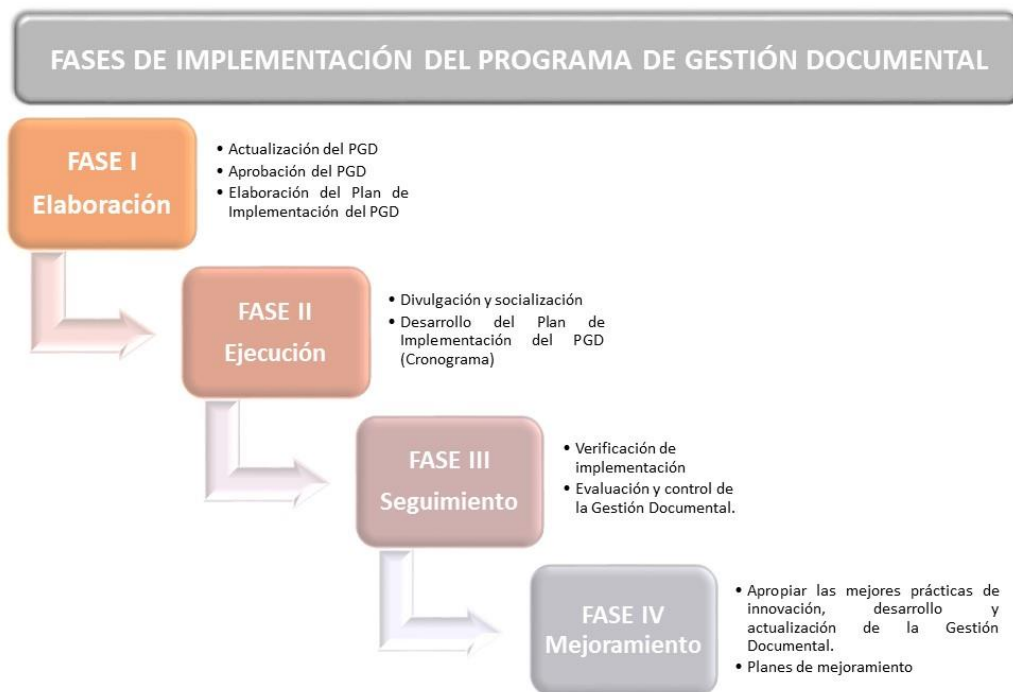 FASES DE IMPLEMENTACIÓN DEL PROGRAMA DE GESTIÓN DOCUMENTAL
FASE I
Elaboración
• Actualización del PGD
• Aprobación del PGD
• Elaboración del Plan de
Implementación del PGD
FASE II
Ejecución
• Divulgación y socialización
• Desarrollo del Plan de
Implementación del PGD
(Cronograma)
FASE III
Seguimiento
• Verificación de
implementación
• Evaluación y control de
la Gestión Documental.
FASE IV
Mejoramiento
• Apropiar las mejores prácticas de
innovación, desarrollo y
actualización de la Gestión
Documental.
• Planes de mejoramiento